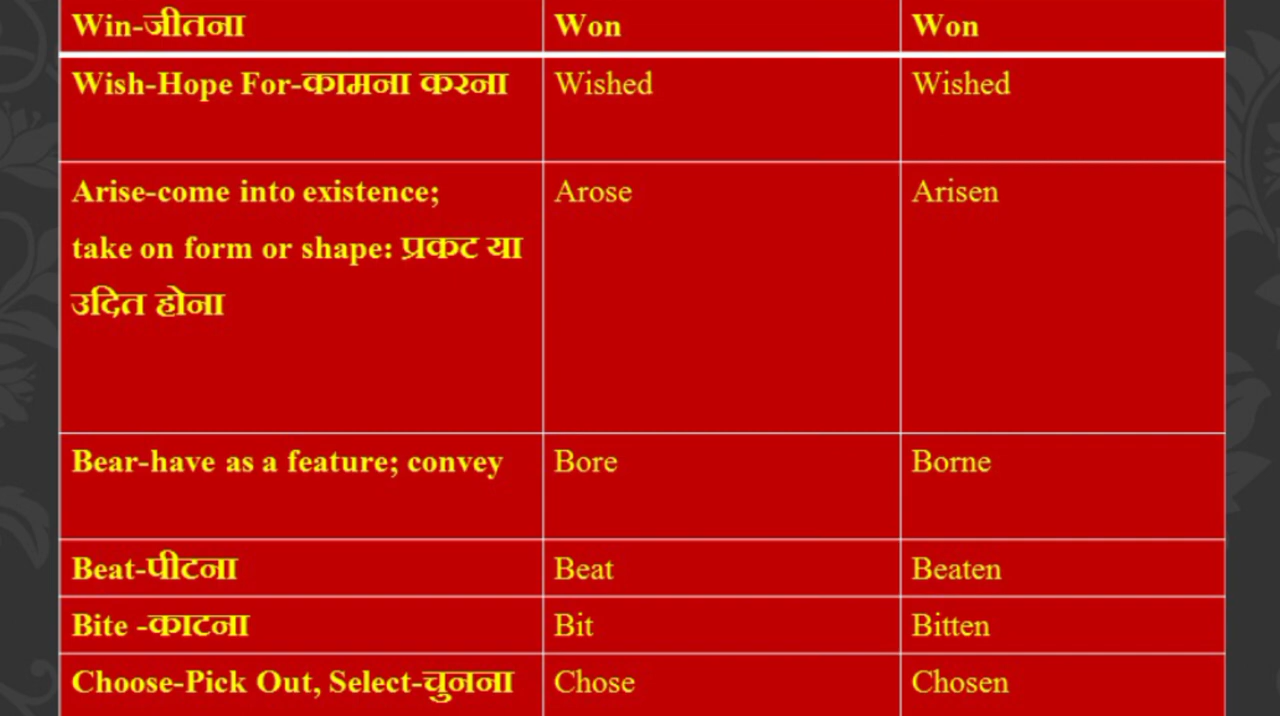 Win-जीतना Won Won
Wish-Hope For-कामना करना Wished Wished
Arise-come into existence; Arose Arisen
take on form or shape: प्रकट या
उदित होना
Bear-have as a feature; convey Bore Borne
Beat-पीटना Beat Beaten
Bite -काटना Bit Bitten
Choose-Pick Out, Select-चुनना Chose Chosen